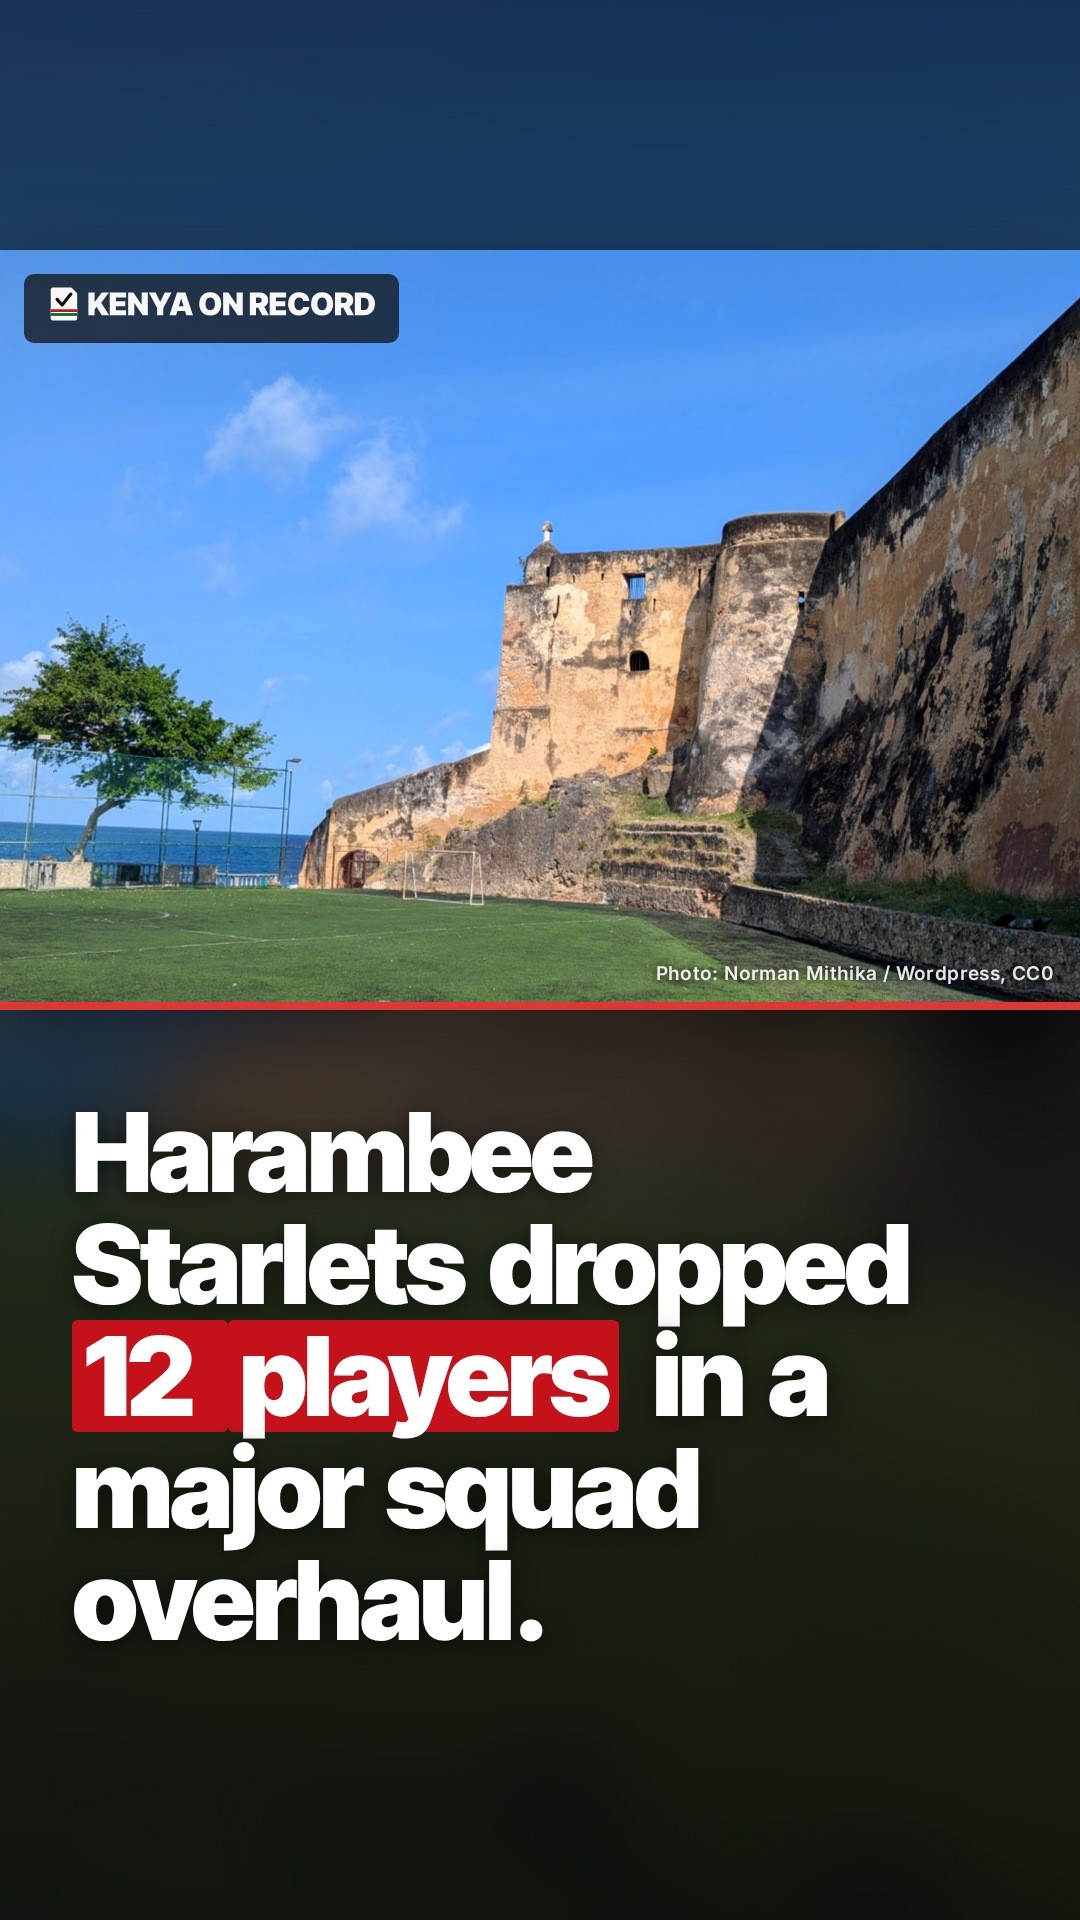 KENYA ON RECORD
Photo: Norman Mithika / Wordpress, CC0
Harambee
Starlets dropped
12 players in a
major squad
overhaul.